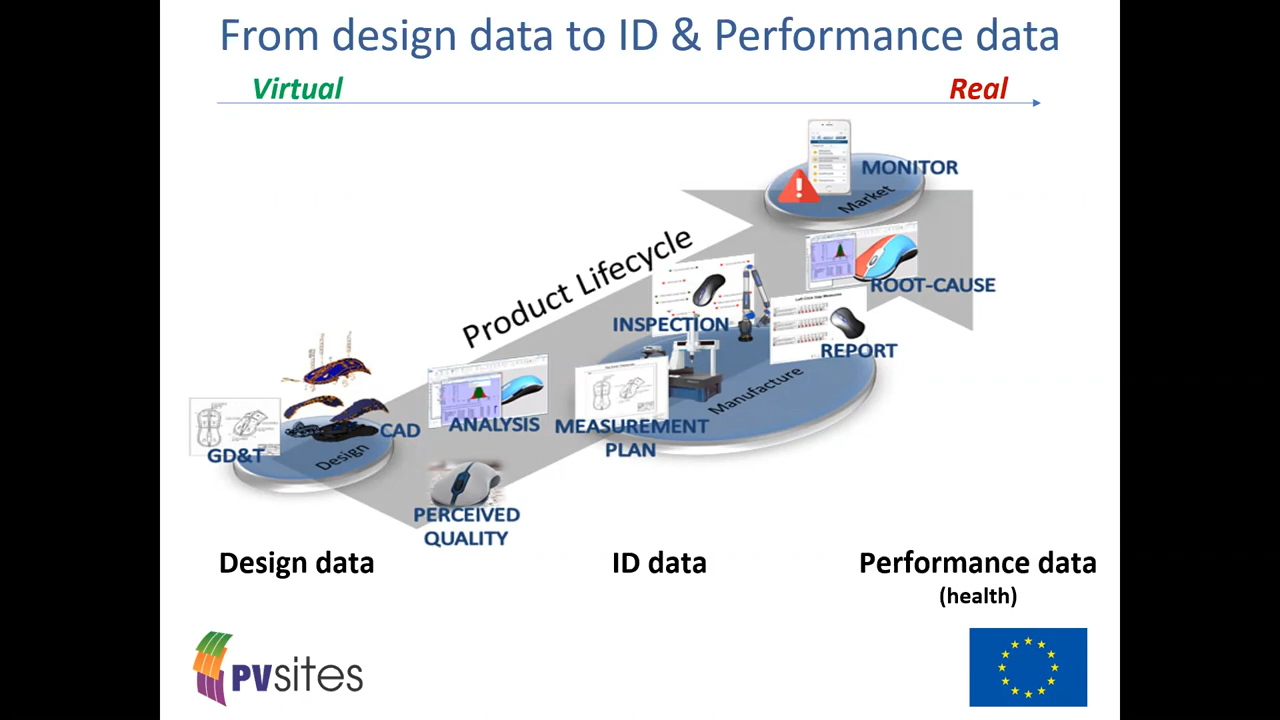 From design data to ID & Performance data
Virtual
Real
MONITOR
Market
Product Lifecycle
ROOT-CAUSE
INSPECTION
REPORT
Manufacture
CAD
ANALYSIS
MEASUREMENT
PLAN
GD&T
Design
PERCEIVED
QUALITY
Design data
ID data
Performance data
(health)
PVsites